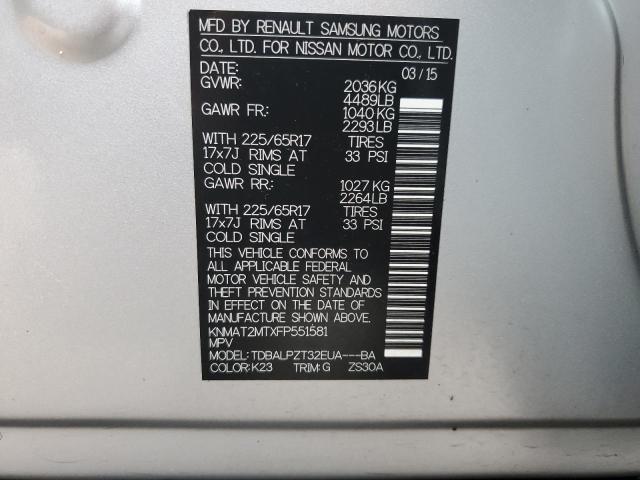 MFD BY RENAULT SAMSUNG MOTORS
CO., LTD. FOR NISSAN MOTOR CO., LTD.
DATE: 03/15
GVWR: 2036KG
4489LB
GAWR FR: 1040 KG
2293LB
WITH 225/65R17 TIRES
17x7J RIMS AT 33 PSI
COLD SINGLE
GAWR RR: 1027 KG
2264LB
WITH 225/65R17 TIRES
17x7J RIMS AT 33 PSI
COLD SINGLE
THIS VEHICLE CONFORMS TO
ALL APPLICABLE FEDERAL
MOTOR VEHICLE SAFETY AND
THEFT PREVENTION STANDARDS
IN EFFECT ON THE DATE OF
MANUFACTURE SHOWN ABOVE.
KNMAT2MTXFP551581
MPV
MODEL:TDBALPZT32EUA---BA
COLOR:K23 TRIM:G ZS30A